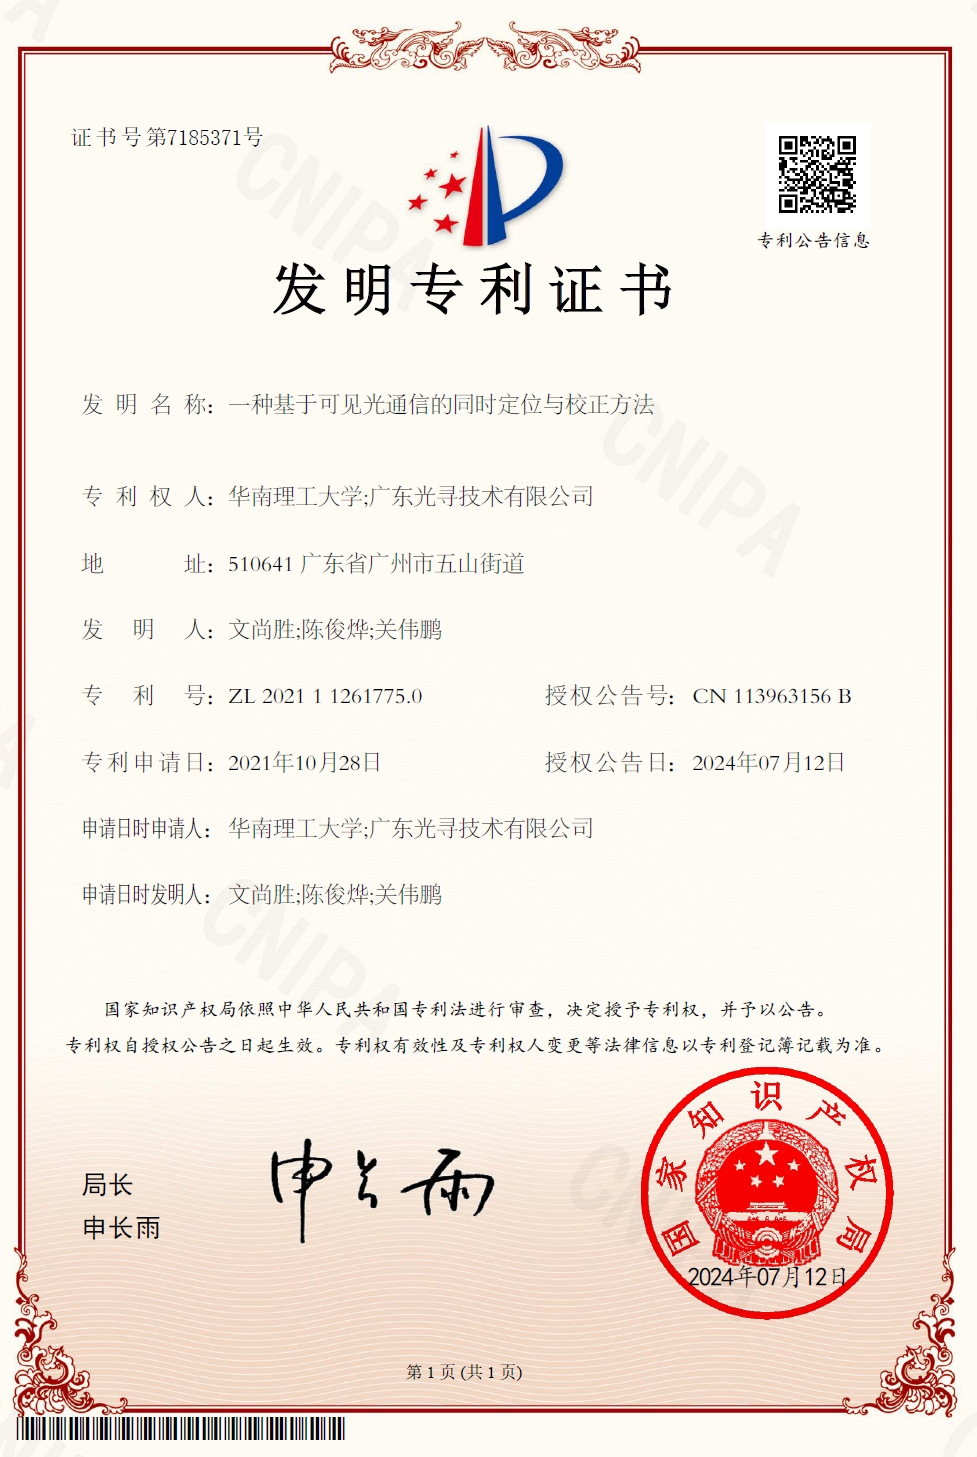 证书号第7185371号
专利公告信息
发明专利证书
发明名称：一种基于可见光通信的同时定位与校正方法
专利权人：华南理工大学;广东光寻技术有限公司
地址：510641 广东省广州市五山街道
发明人：文尚胜;陈俊烨;关伟鹏
专利号：ZL 2021 1 1261775.0 授权公告号：CN 113963156 B
专利申请日：2021年10月28日 授权公告日：2024年07月12日
申请日时申请人：华南理工大学;广东光寻技术有限公司
申请日时发明人：文尚胜;陈俊烨;关伟鹏
国家知识产权局依照中华人民共和国专利法进行审查，决定授予专利权，并予以公告。
专利权自授权公告之日起生效。专利权有效性及专利权人变更等法律信息以专利登记簿记载为准。
局长
申长雨
申长雨
国家知识产权局
2024年07月12日
第 1 页 (共 1 页)
CNIPA
CNIPA
CNIPA